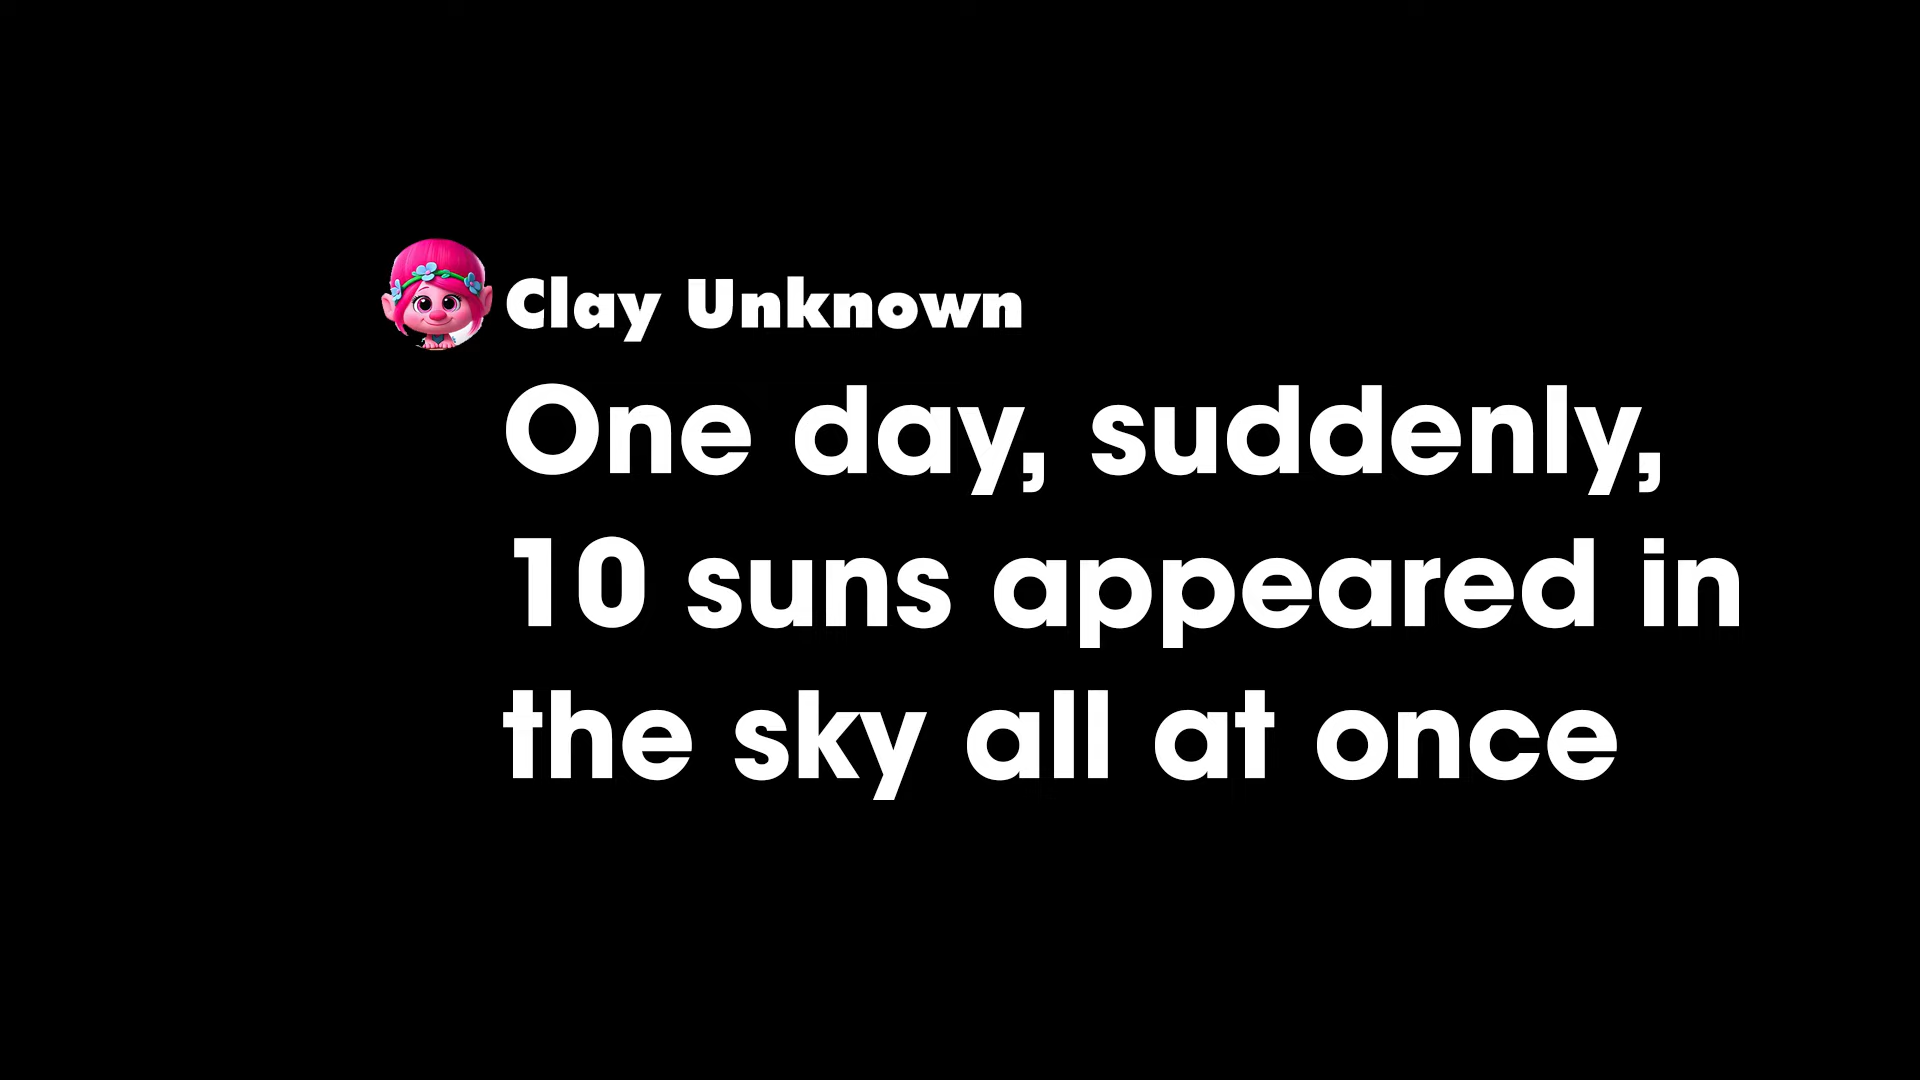 Clay Unknown
One day, suddenly,
10 suns appeared in
the sky all at once